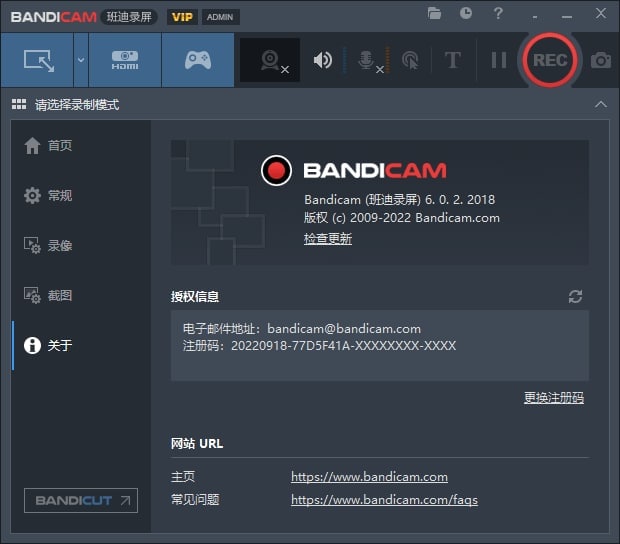 BANDICAM 班迪录屏 VIP ADMIN
HDMI T REC
请选择录制模式
首页
常规
录像
截图
关于
BANDICUT
BANDICAM
Bandicam (班迪录屏) 6. 0. 2. 2018
版权 (c) 2009-2022 Bandicam.com
检查更新
授权信息
电子邮件地址: bandicam@bandicam.com
注册码: 20220918-77D5F41A-XXXXXXXX-XXXX
更换注册码
网站 URL
主页 https://www.bandicam.com
常见问题 https://www.bandicam.com/faqs